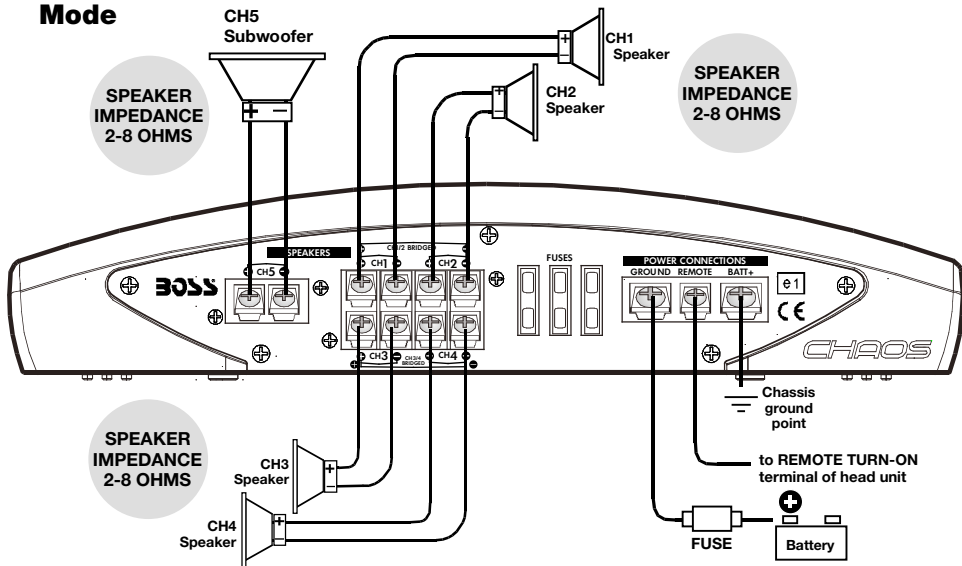 Mode
CH5
Subwoofer
CH1
Speaker
CH2
Speaker
SPEAKER
IMPEDANCE
2-8 OHMS
SPEAKER
IMPEDANCE
2-8 OHMS
+ −
+ −
+ −
SPEAKERS
CH1/2 BRIDGED
CH5
CH1
CH2
BOSS
FUSES
POWER CONNECTIONS
GROUND REMOTE BATT+
e1
CE
CH3
CH3/4
BRIDGED
CH4
CHAOS
SPEAKER
IMPEDANCE
2-8 OHMS
CH3
Speaker
+ −
CH4
Speaker
+ −
Chassis
ground
point
to REMOTE TURN-ON
terminal of head unit
+
FUSE
Battery